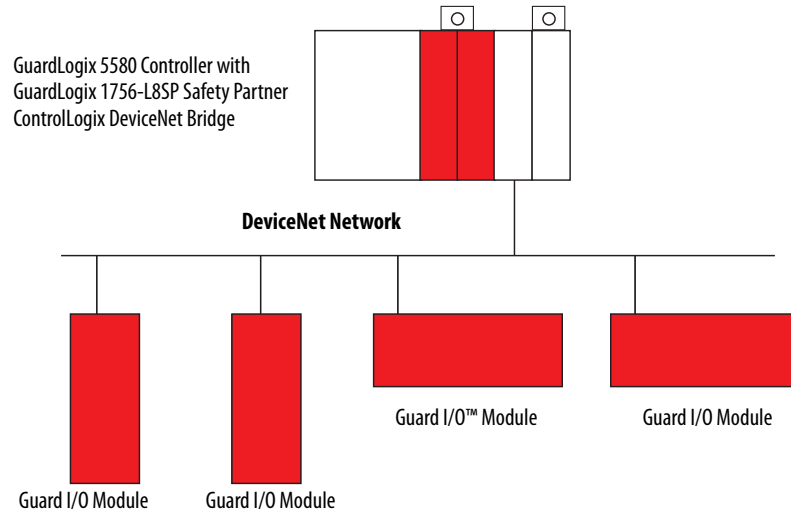 GuardLogix 5580 Controller with
GuardLogix 1756-L8SP Safety Partner
ControlLogix DeviceNet Bridge
DeviceNet Network
Guard I/O™ Module
Guard I/O Module
Guard I/O Module
Guard I/O Module